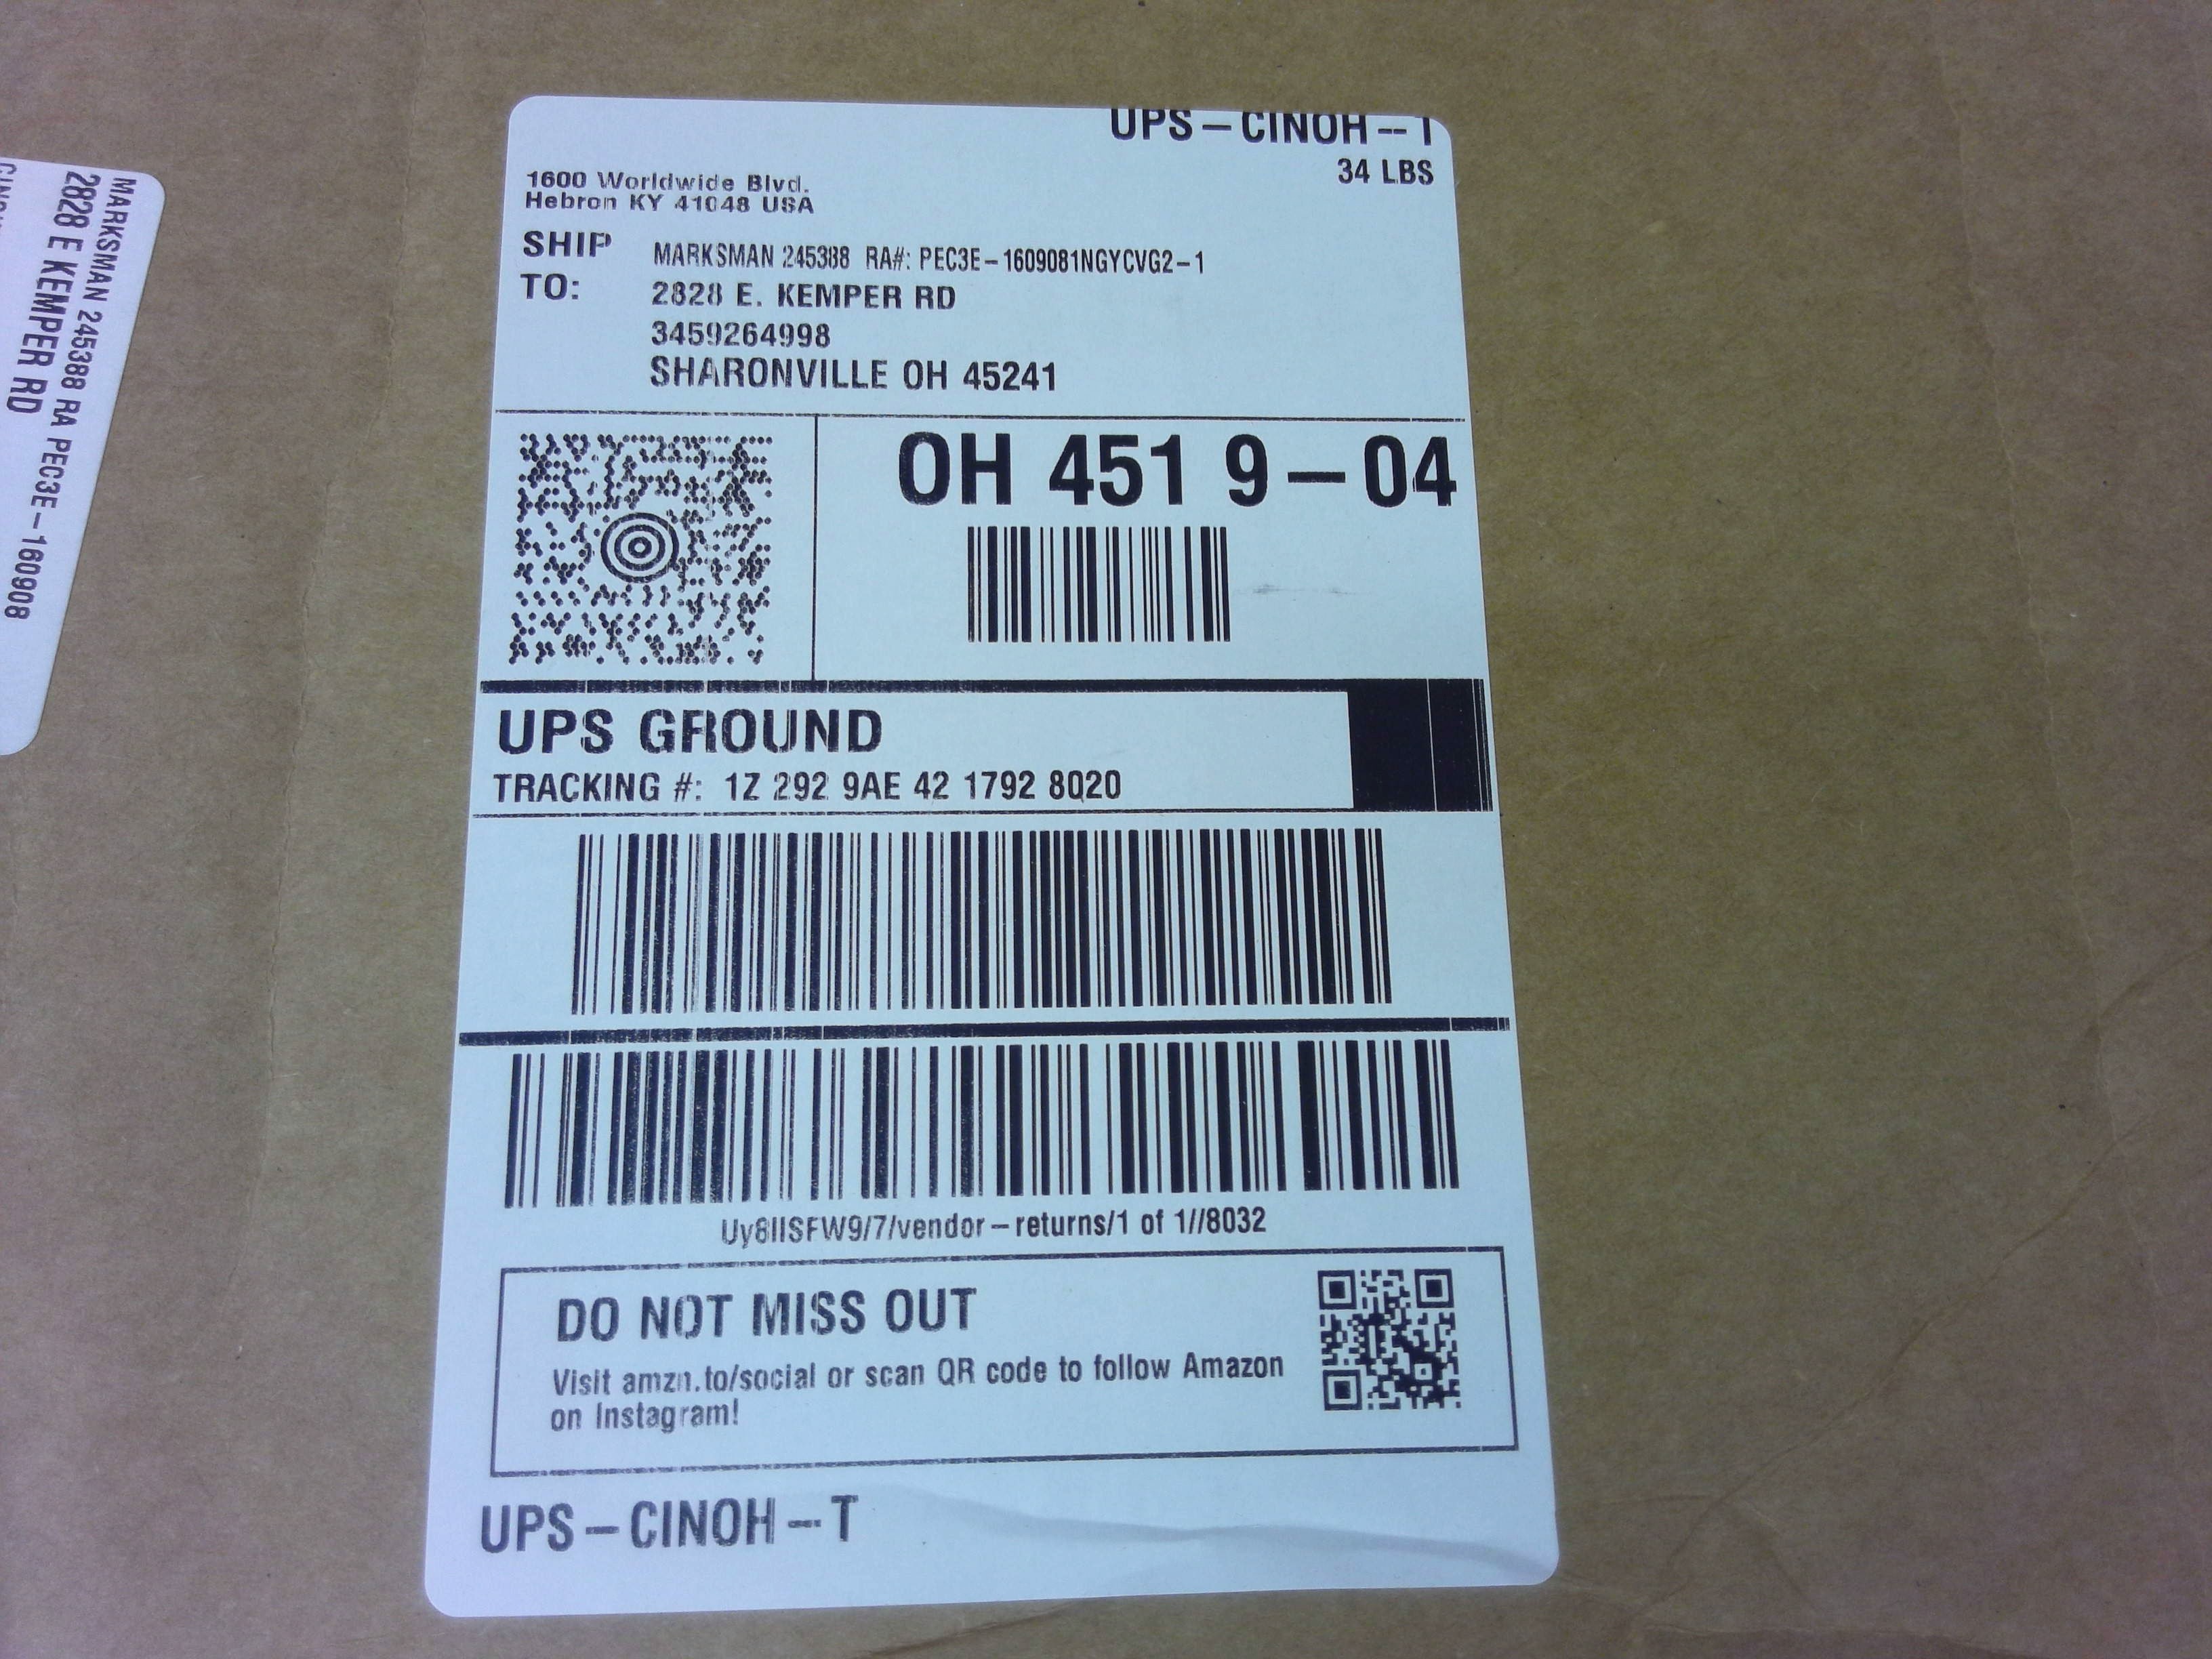 UPS – CINOH –– T
34 LBS
1600 Worldwide Blvd.
Hebron KY 41048 USA
SHIP
TO:
MARKSMAN 245388 RA#: PEC3E–1609081NGYCVG2–1
2828 E. KEMPER RD
3459264998
SHARONVILLE OH 45241
OH 451 9 – 04
UPS GROUND
TRACKING #: 1Z 292 9AE 42 1792 8020
Uy8IISFW9/7/vendor – returns/1 of 1//8032
DO NOT MISS OUT
Visit amzn.to/social or scan QR code to follow Amazon
on Instagram!
UPS – CINOH –– T
MARKSMAN 245388 RA PEC3E – 160908
2828 E KEMPER RD